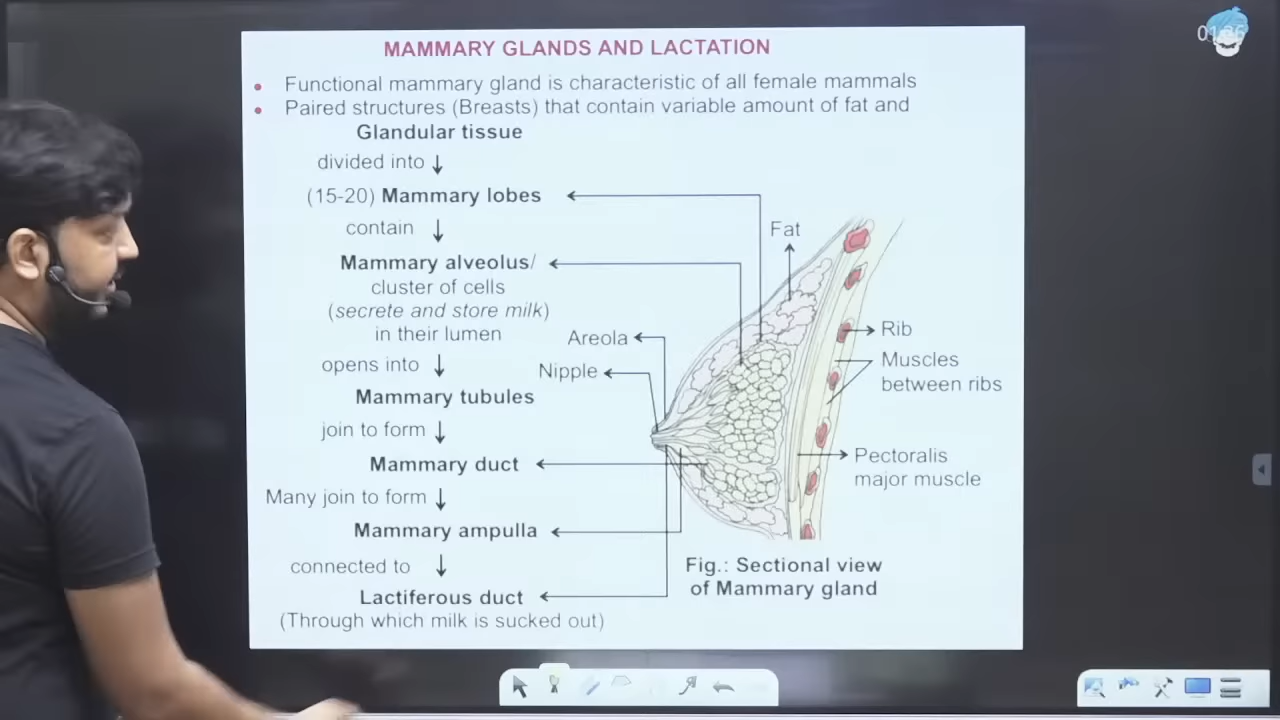 MAMMARY GLANDS AND LACTATION
• Functional mammary gland is characteristic of all female mammals
• Paired structures (Breasts) that contain variable amount of fat and
Glandular tissue
divided into ↓
(15-20) Mammary lobes
contain ↓
Mammary alveolus/
cluster of cells
(secrete and store milk)
in their lumen
opens into ↓
Mammary tubules
join to form ↓
Mammary duct
Many join to form ↓
Mammary ampulla
connected to ↓
Lactiferous duct
(Through which milk is sucked out)
Fat
Areola
Nipple
Rib
Muscles
between ribs
Pectoralis
major muscle
Fig.: Sectional view
of Mammary gland